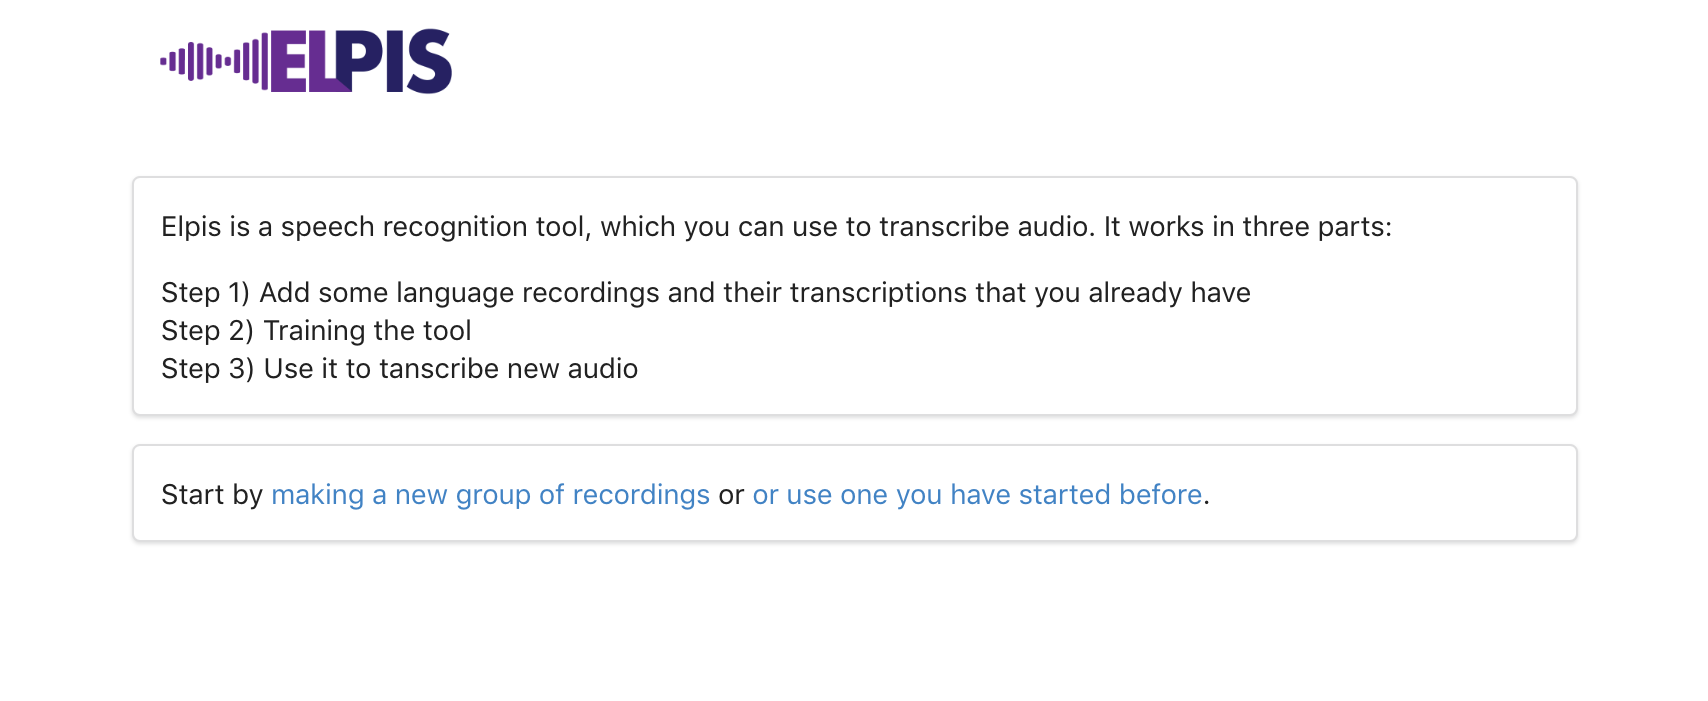 ELPIS
Elpis is a speech recognition tool, which you can use to transcribe audio. It works in three parts:
Step 1) Add some language recordings and their transcriptions that you already have
Step 2) Training the tool
Step 3) Use it to tanscribe new audio
Start by making a new group of recordings or or use one you have started before.